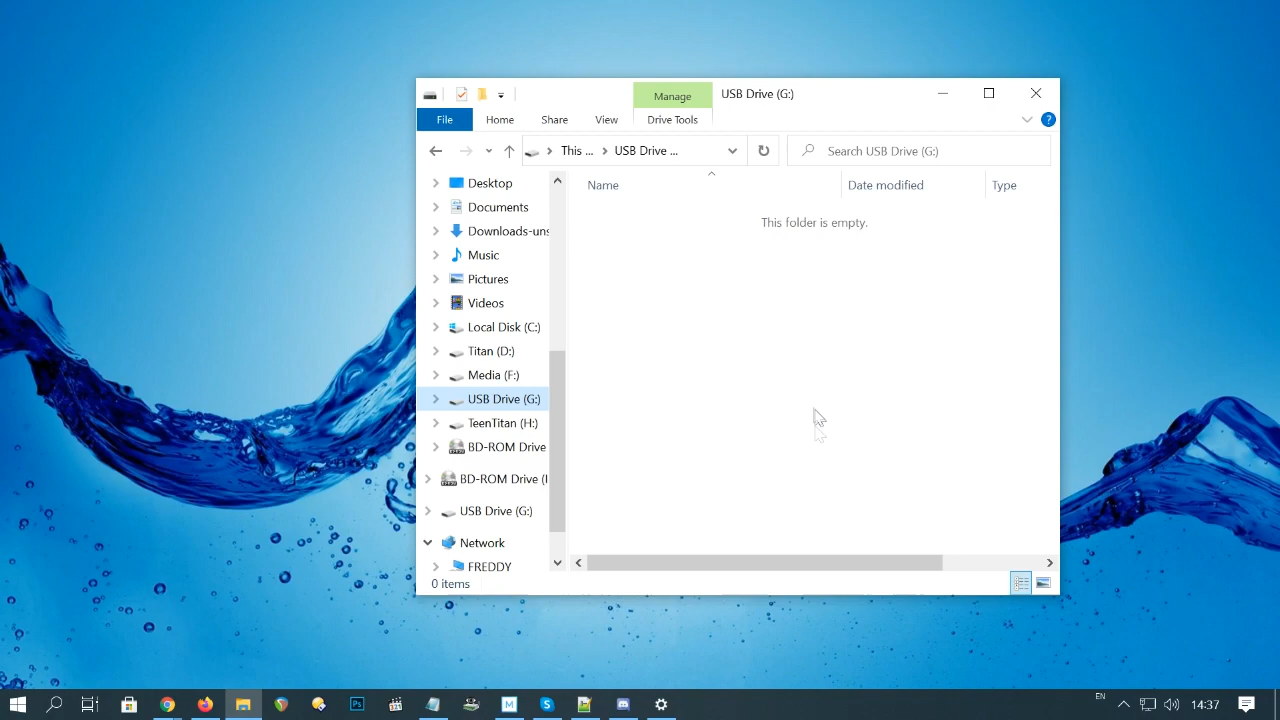 Manage
USB Drive (G:)
File
Home
Share
View
Drive Tools
This ...
USB Drive ...
Search USB Drive (G:)
Name
Date modified
Type
This folder is empty.
Desktop
Documents
Downloads-uns
Music
Pictures
Videos
Local Disk (C:)
Titan (D:)
Media (F:)
USB Drive (G:)
TeenTitan (H:)
BD-ROM Drive
BD-ROM Drive (I
USB Drive (G:)
Network
FREDDY
0 items
EN
14:37